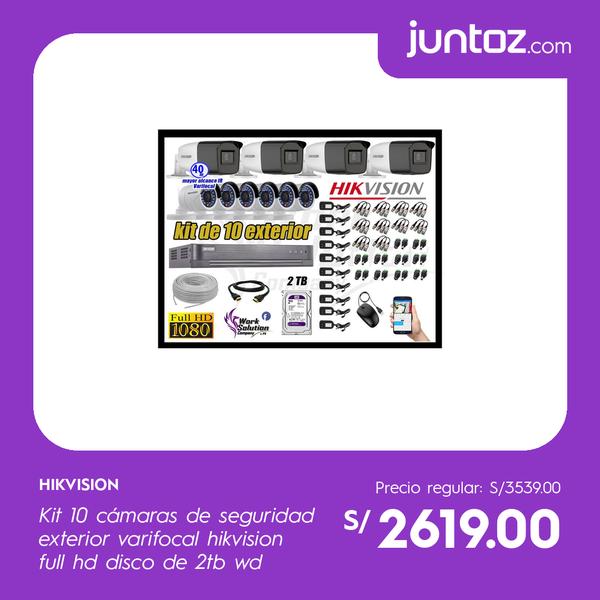 juntoz.com
40
mayor alcance IR
Varifocal
HIKVISION
kit de 10 exterior
2 TB
Full HD
1080
Work
Solution
Company
HIKVISION
Kit 10 cámaras de seguridad
exterior varifocal hikvision
full hd disco de 2tb wd
Precio regular: S/3539.00
S/ 2619.00